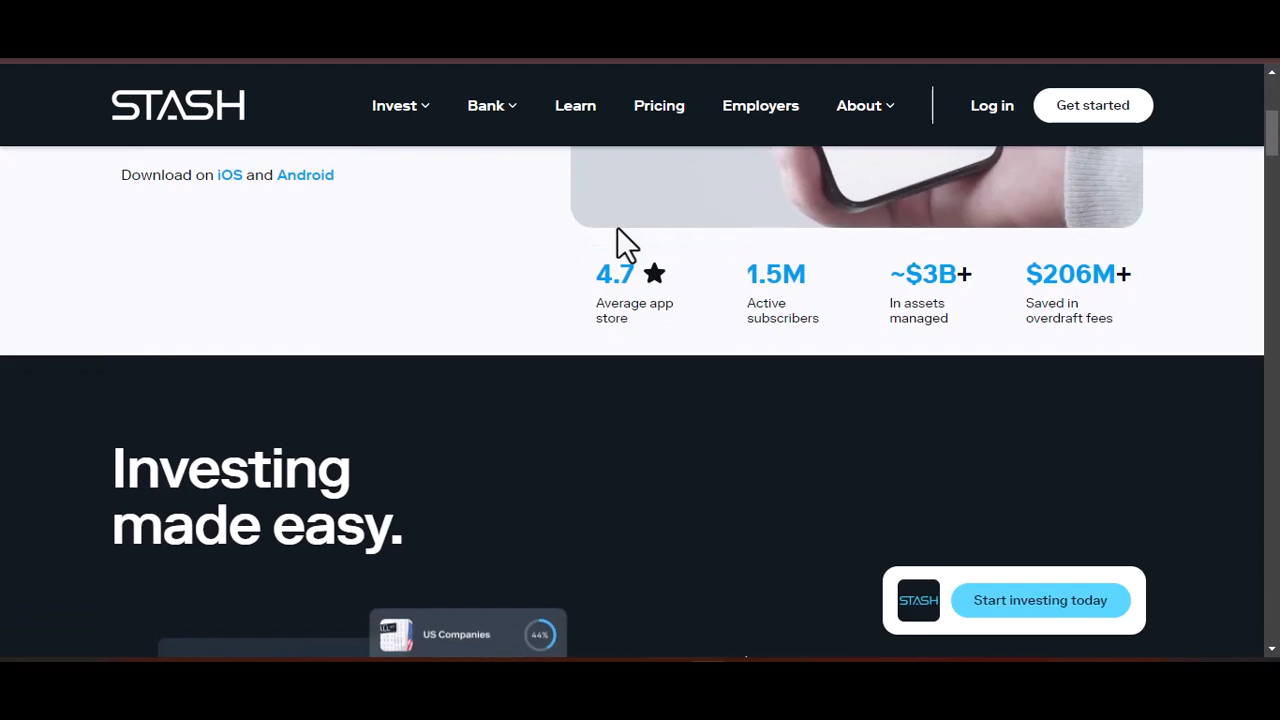 STASH
Invest Bank Learn Pricing Employers About Log in Get started
Download on iOS and Android
4.7 1.5M ~$3B+ $206M+
Average app store
Active subscribers
In assets managed
Saved in overdraft fees
Investing
made easy.
STASH Start investing today
US Companies 44%